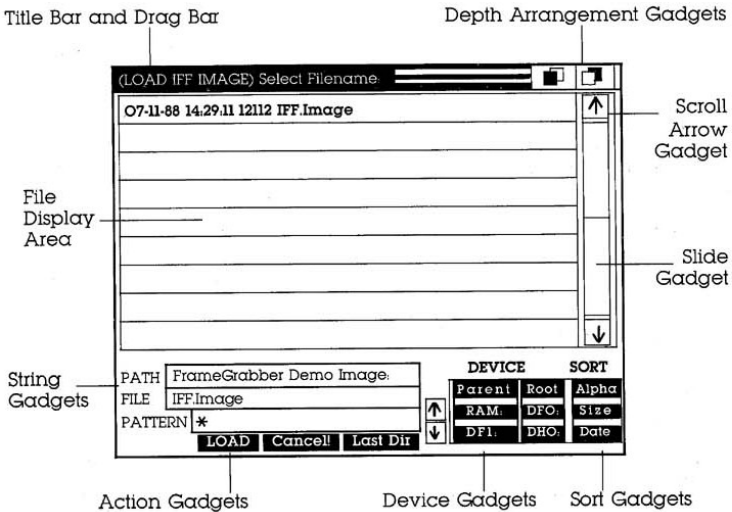 Title Bar and Drag Bar
Depth Arrangement Gadgets
(LOAD IFF IMAGE) Select Filename:
07-11-88 14:29:11 12112 IFF.Image
Scroll
Arrow
Gadget
File
Display
Area
Slide
Gadget
String
Gadgets
PATH FrameGrabber Demo Image:
FILE IFF.Image
PATTERN *
LOAD Cancel! Last Dir
DEVICE SORT
Parent Root Alpha
RAM: DFO: Size
DF1: DHO: Date
Action Gadgets
Device Gadgets
Sort Gadgets